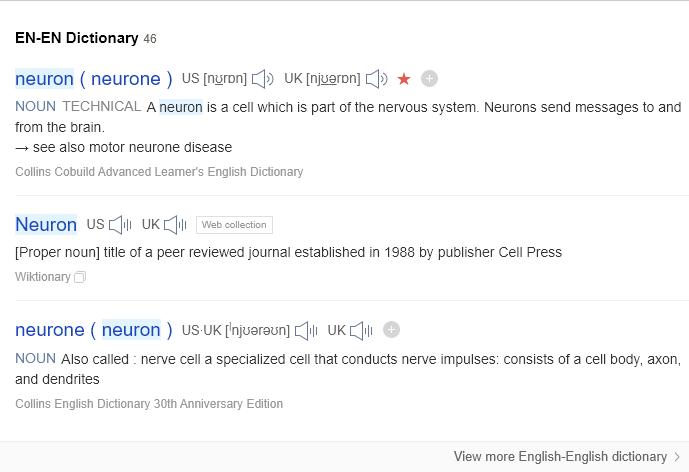 EN-EN Dictionary 46
neuron ( neurone ) US [nʊrɒn] UK [njʊərɒn]
NOUN TECHNICAL A neuron is a cell which is part of the nervous system. Neurons send messages to and
from the brain.
→ see also motor neurone disease
Collins Cobuild Advanced Learner's English Dictionary
Neuron US UK Web collection
[Proper noun] title of a peer reviewed journal established in 1988 by publisher Cell Press
Wiktionary
neurone ( neuron ) US·UK [ˈnjʊərəʊn] UK
NOUN Also called : nerve cell a specialized cell that conducts nerve impulses: consists of a cell body, axon,
and dendrites
Collins English Dictionary 30th Anniversary Edition
View more English-English dictionary >